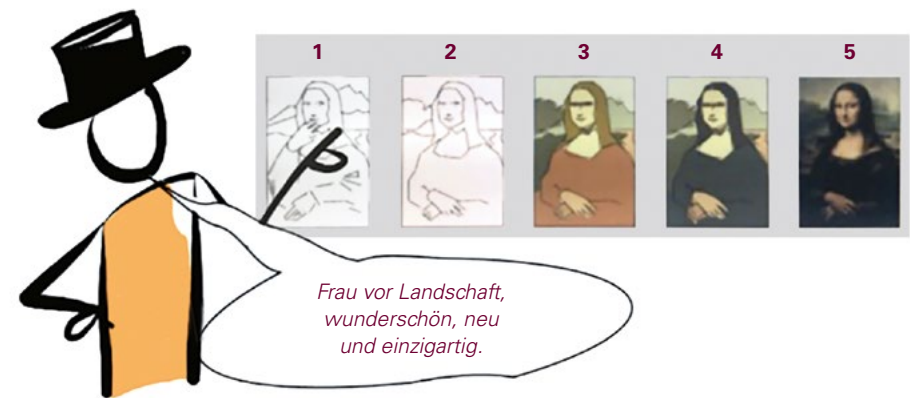 1 2 3 4 5
Frau vor Landschaft,
wunderschön, neu
und einzigartig.